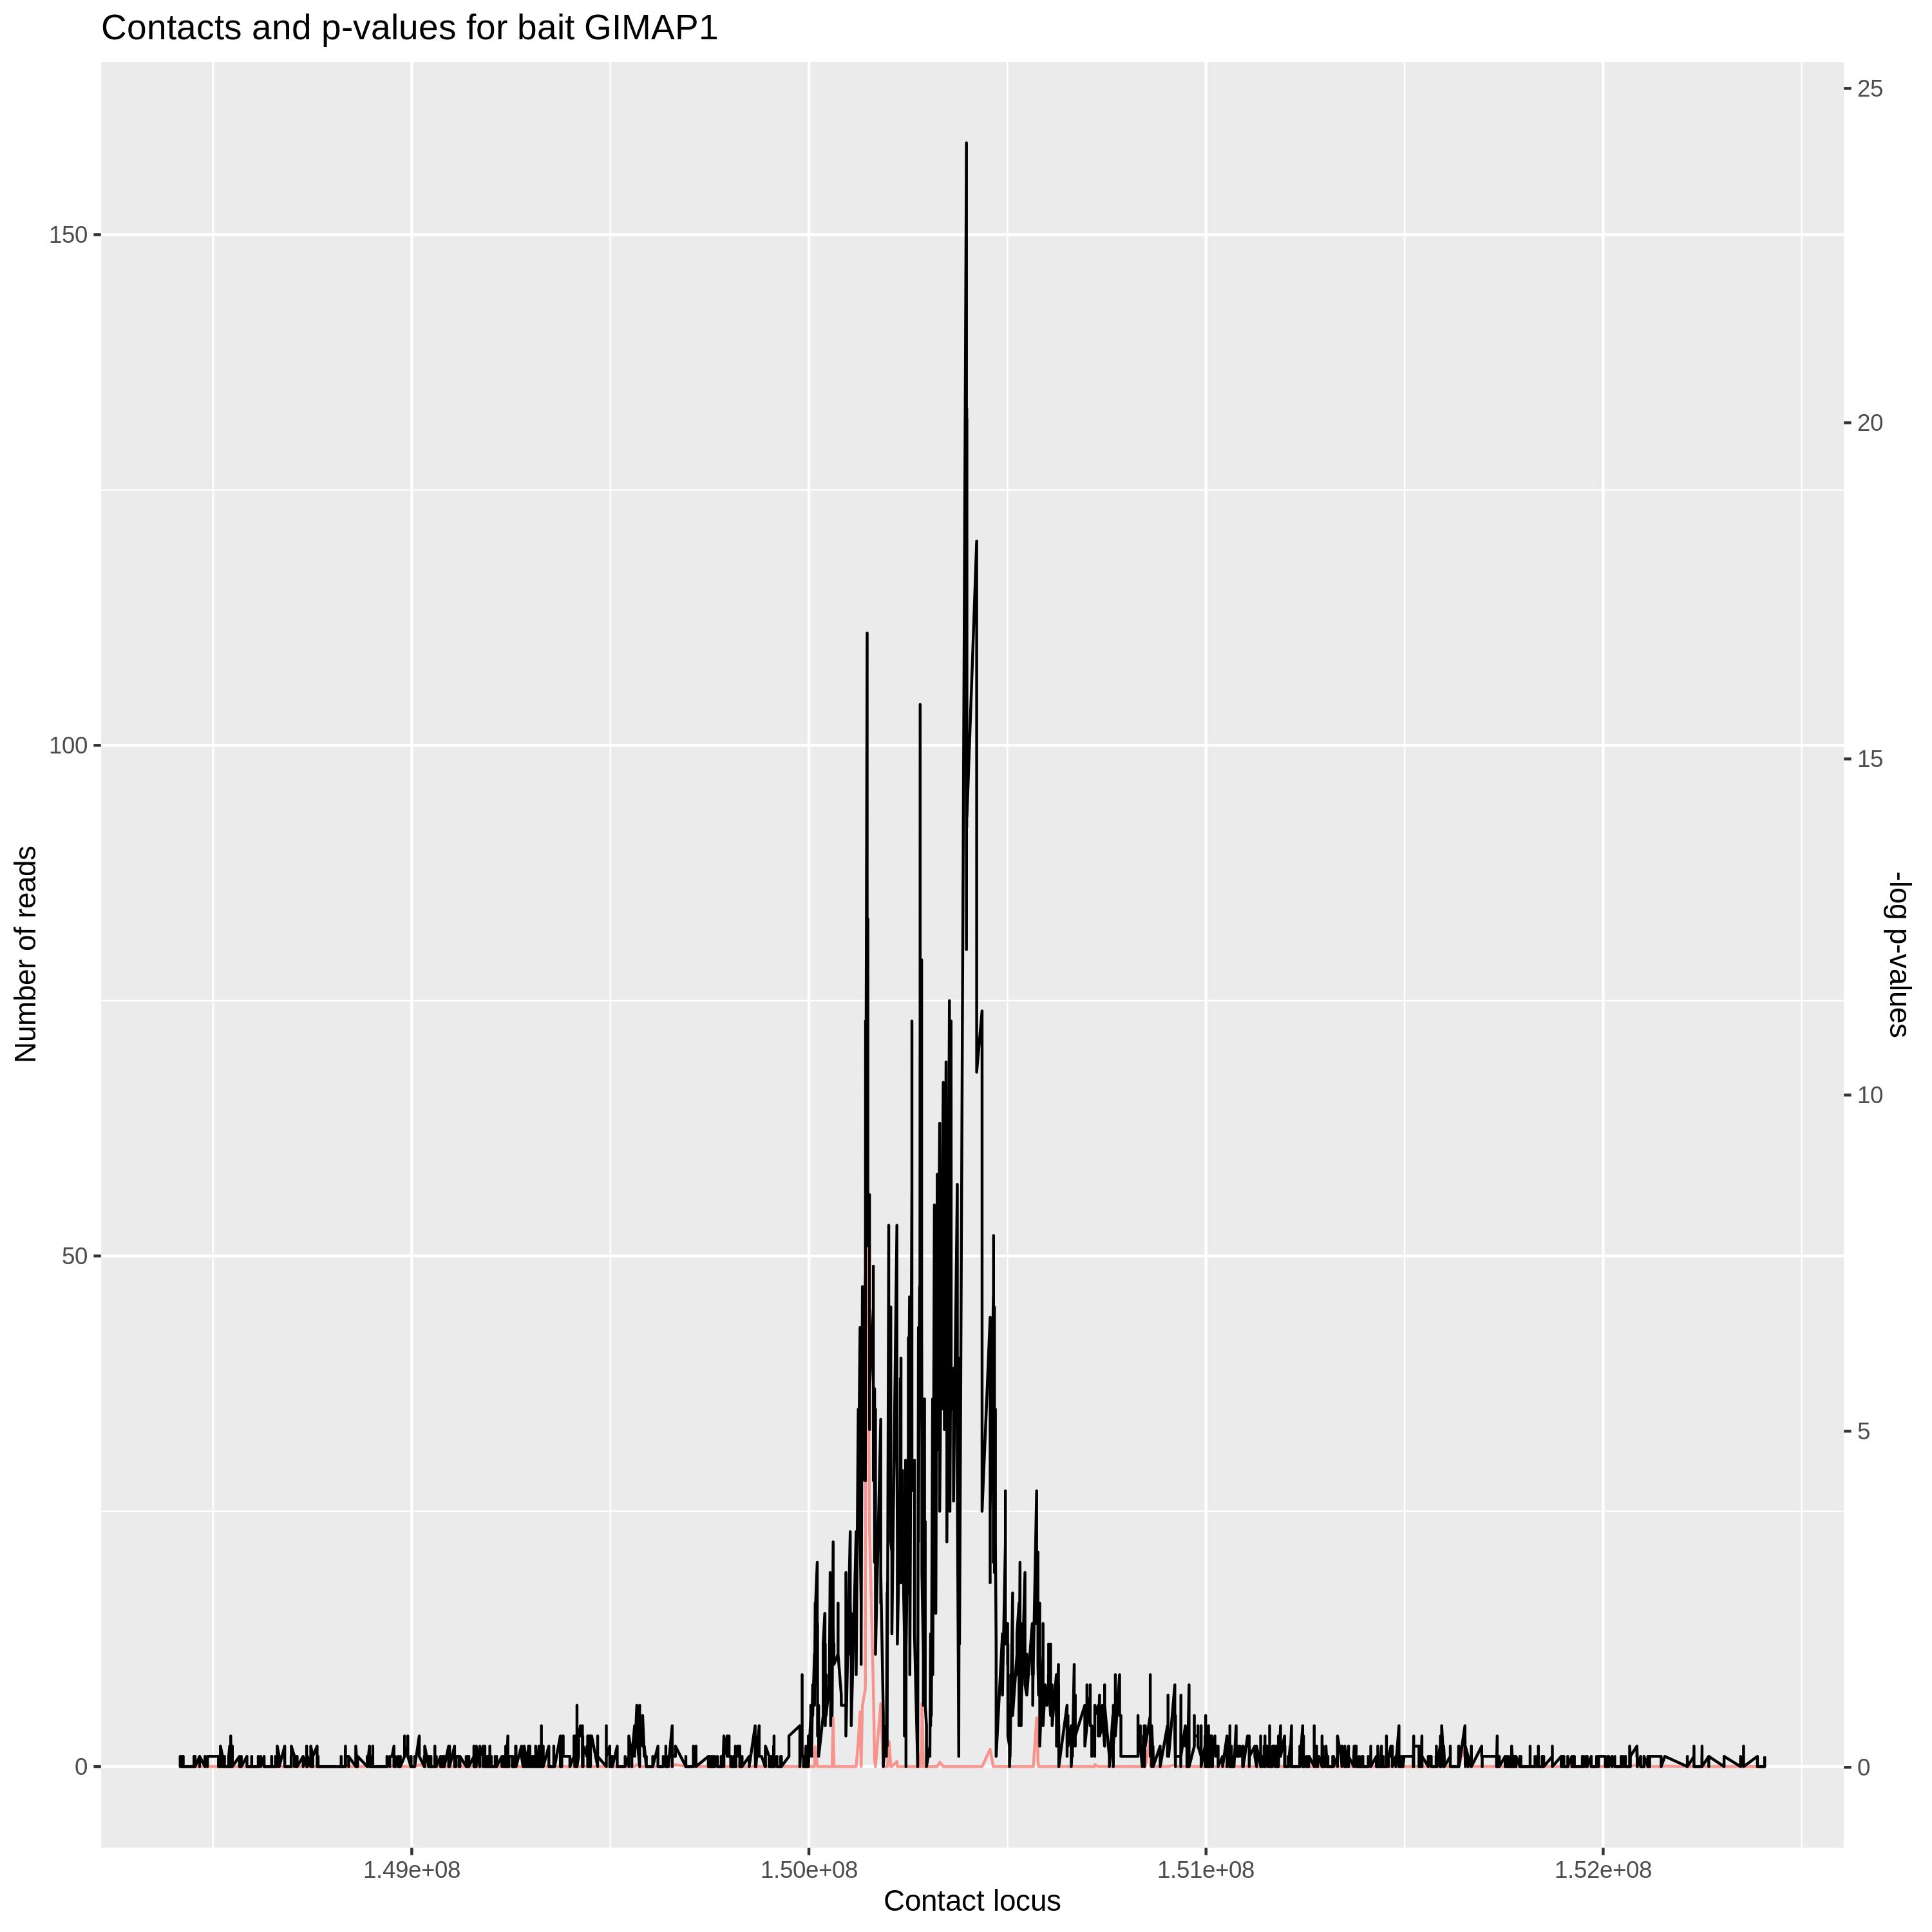 Contacts and p-values for bait GIMAP1
25
150
20
15
100
Number of reads
-log p-values
10
50
5
0
0
1.49e+08
1.50e+08
1.51e+08
1.52e+08
Contact locus